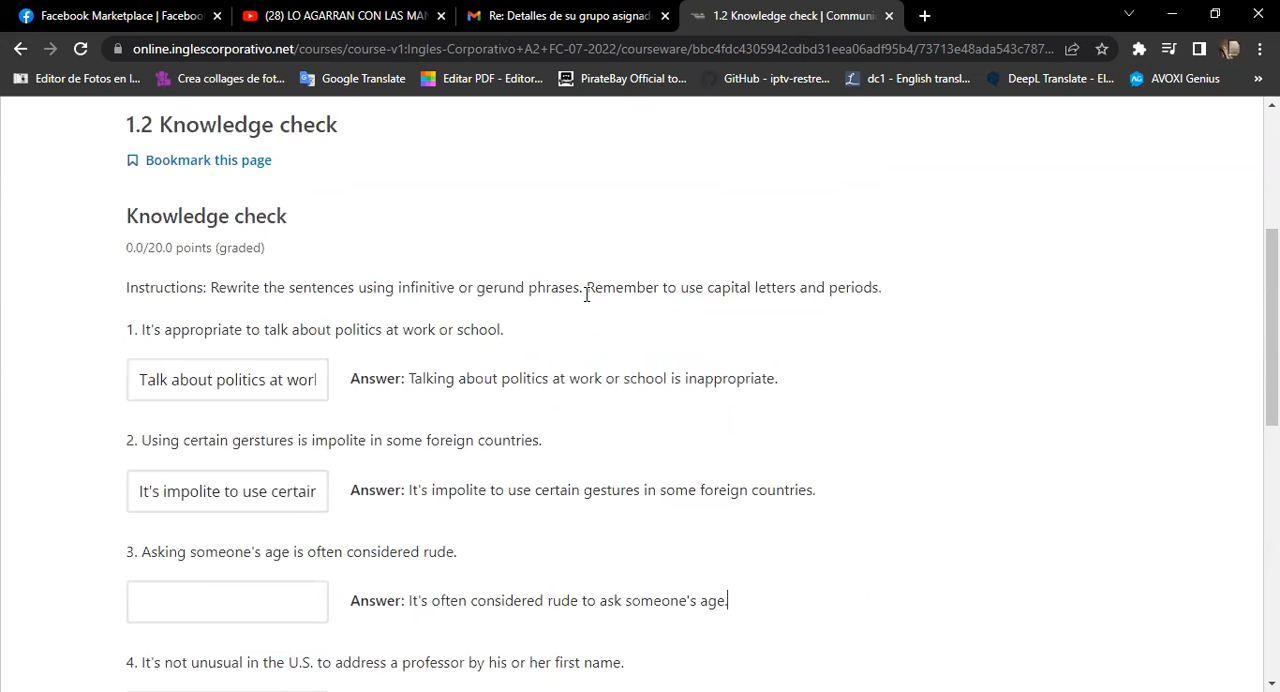 Facebook Marketplace | Facebo
(28) LO AGARRAN CON LAS MAN
Re: Detalles de su grupo asignad
1.2 Knowledge check | Communi
online.inglescorporativo.net/courses/course-v1:Ingles-Corporativo+A2+FC-07-2022/courseware/bbc4fdc4305942cdbd31eea06adf95b4/73713e48ada543c787...
Editor de Fotos en l...
Crea collages de fot...
Google Translate
Editar PDF - Editor...
PirateBay Official to...
GitHub - iptv-restre...
dc1 - English transl...
DeepL Translate - El...
AVOXI Genius
1.2 Knowledge check
Bookmark this page
Knowledge check
0.0/20.0 points (graded)
Instructions: Rewrite the sentences using infinitive or gerund phrases. Remember to use capital letters and periods.
1. It's appropriate to talk about politics at work or school.
Talk about politics at worl
Answer: Talking about politics at work or school is inappropriate.
2. Using certain gerstures is impolite in some foreign countries.
It's impolite to use certair
Answer: It's impolite to use certain gestures in some foreign countries.
3. Asking someone's age is often considered rude.
Answer: It's often considered rude to ask someone's age.
4. It's not unusual in the U.S. to address a professor by his or her first name.